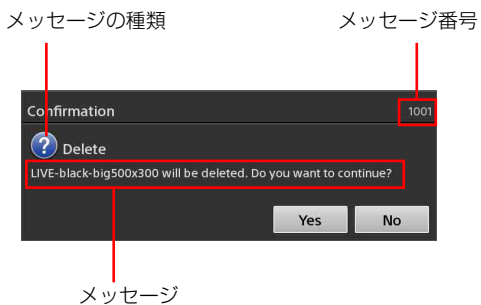 メッセージの種類
メッセージ番号
Confirmation
1001
Delete
LIVE-black-big500x300 will be deleted. Do you want to continue?
Yes
No
メッセージ